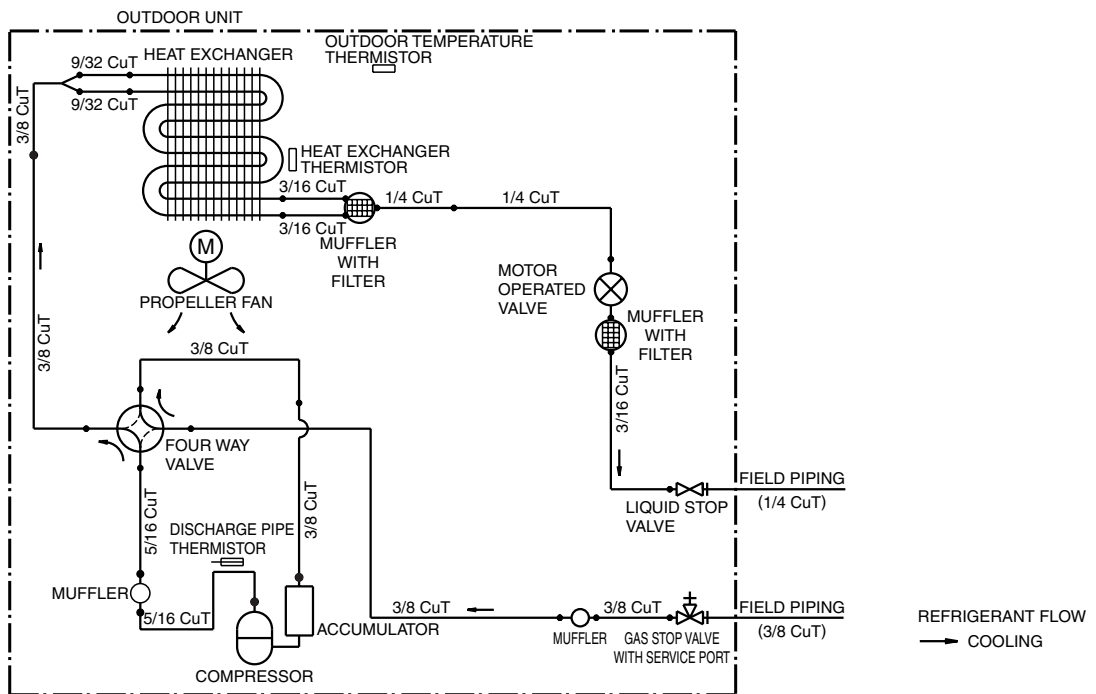 OUTDOOR UNIT
OUTDOOR TEMPERATURE
THERMISTOR
HEAT EXCHANGER
9/32 CuT
9/32 CuT
3/8 CuT
HEAT EXCHANGER
THERMISTOR
3/16 CuT
3/16 CuT
1/4 CuT
1/4 CuT
MUFFLER
WITH
FILTER
M
PROPELLER FAN
MOTOR
OPERATED
VALVE
MUFFLER
WITH
FILTER
3/8 CuT
3/8 CuT
3/16 CuT
FOUR WAY
VALVE
FIELD PIPING
(1/4 CuT)
LIQUID STOP
VALVE
5/16 CuT
3/8 CuT
DISCHARGE PIPE
THERMISTOR
MUFFLER
5/16 CuT
ACCUMULATOR
COMPRESSOR
3/8 CuT
3/8 CuT
MUFFLER
GAS STOP VALVE
WITH SERVICE PORT
FIELD PIPING
(3/8 CuT)
REFRIGERANT FLOW
COOLING